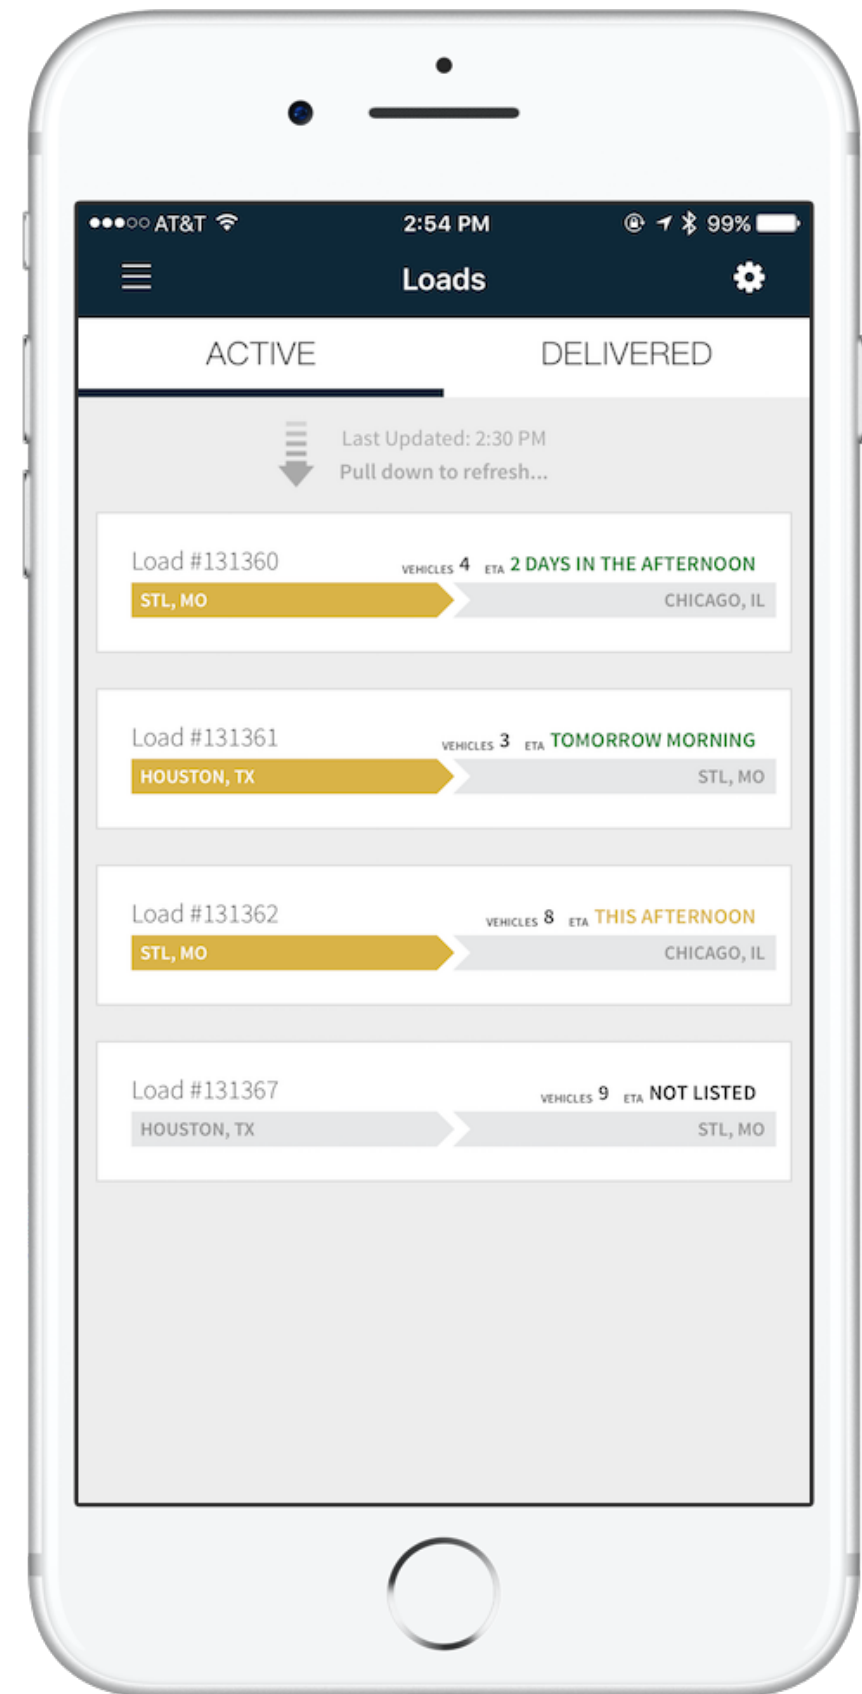 AT&T 2:54 PM 99%
Loads
ACTIVE DELIVERED
Last Updated: 2:30 PM
Pull down to refresh...
Load #131360 VEHICLES 4 ETA 2 DAYS IN THE AFTERNOON
STL, MO CHICAGO, IL
Load #131361 VEHICLES 3 ETA TOMORROW MORNING
HOUSTON, TX STL, MO
Load #131362 VEHICLES 8 ETA THIS AFTERNOON
STL, MO CHICAGO, IL
Load #131367 VEHICLES 9 ETA NOT LISTED
HOUSTON, TX STL, MO